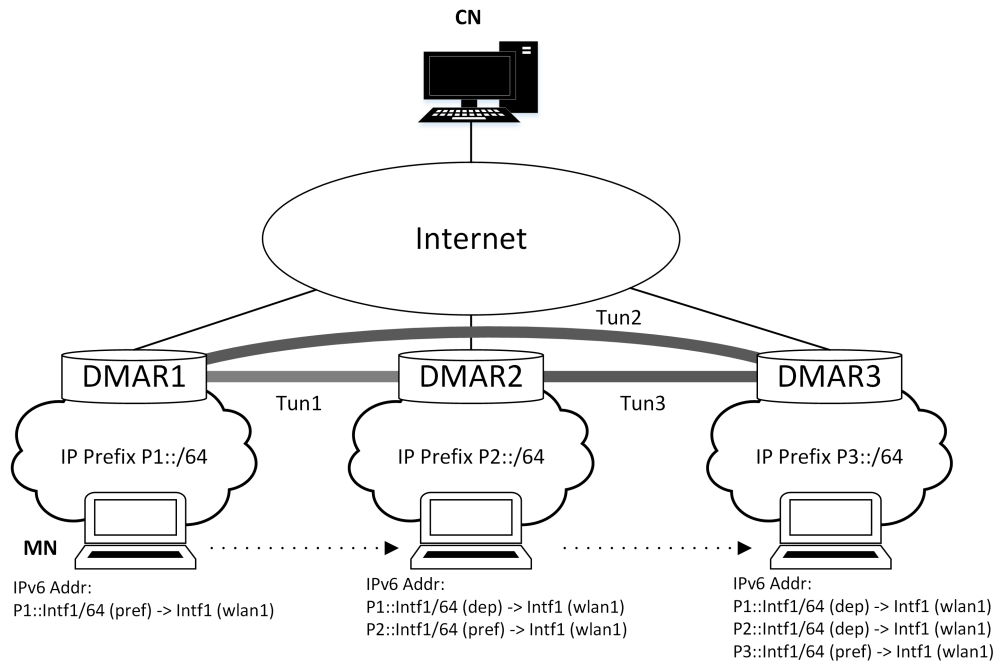 CN
Internet
Tun2
DMAR1
DMAR2
DMAR3
Tun1
Tun3
IP Prefix P1::/64
IP Prefix P2::/64
IP Prefix P3::/64
MN
IPv6 Addr:
P1::Intf1/64 (pref) -> Intf1 (wlan1)
IPv6 Addr:
P1::Intf1/64 (dep) -> Intf1 (wlan1)
P2::Intf1/64 (pref) -> Intf1 (wlan1)
IPv6 Addr:
P1::Intf1/64 (dep) -> Intf1 (wlan1)
P2::Intf1/64 (dep) -> Intf1 (wlan1)
P3::Intf1/64 (pref) -> Intf1 (wlan1)